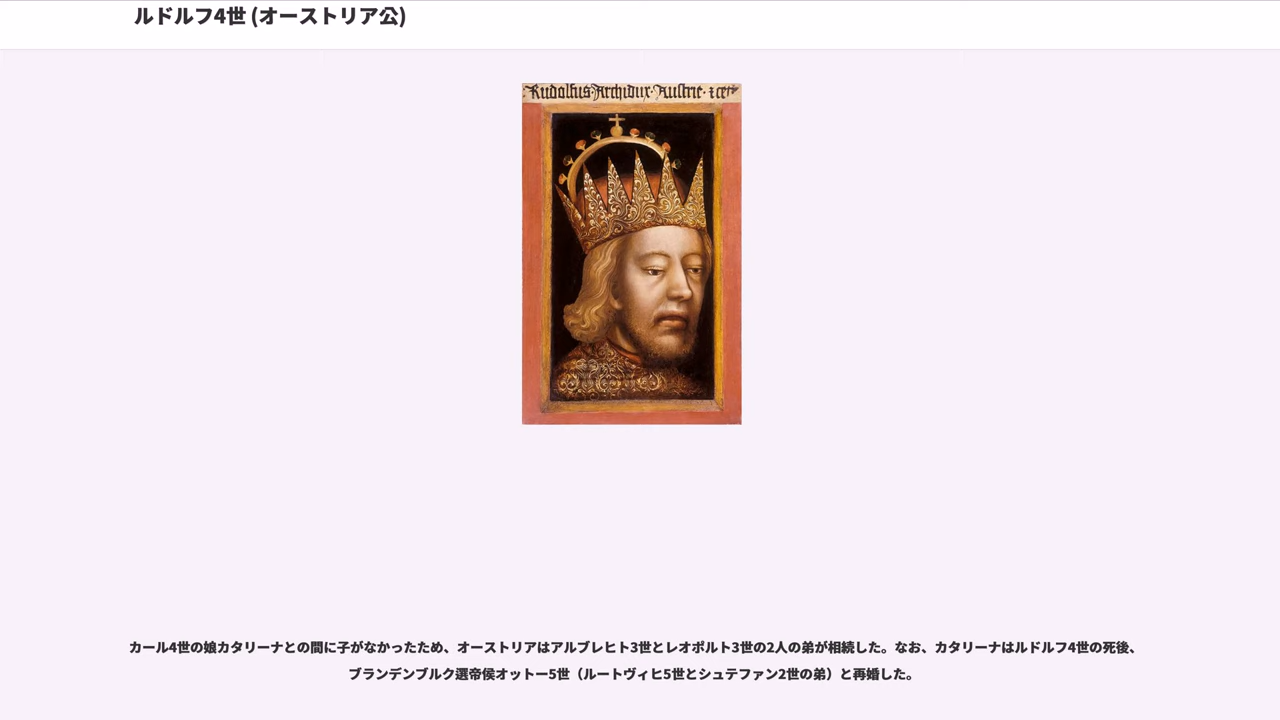 ルドルフ4世 (オーストリア公)
Rudolfus Archidux Austrie
カール4世の娘カタリーナとの間に子がなかったため、オーストリアはアルブレヒト3世とレオポルト3世の2人の弟が相続した。なお、カタリーナはルドルフ4世の死後、
ブランデンブルク選帝侯オットー5世（ルートヴィヒ5世とシュテファン2世の弟）と再婚した。